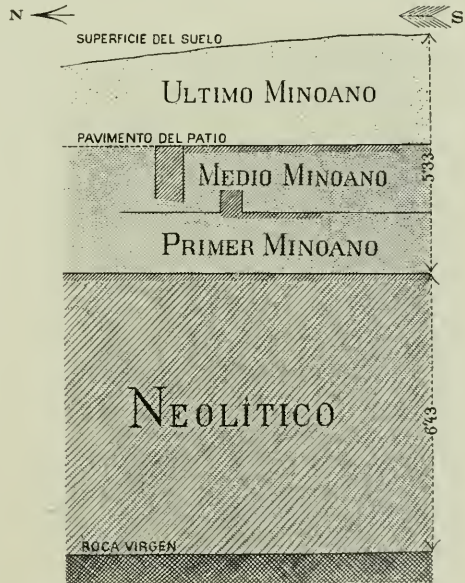 N S
SUPERFICIE DEL SUELO
ULTIMO MINOANO
PAVIMENTO DEL PATIO
MEDIO MINOANO
5'33
PRIMER MINOANO
NEOLÍTICO
6'43
ROCA VIRGEN